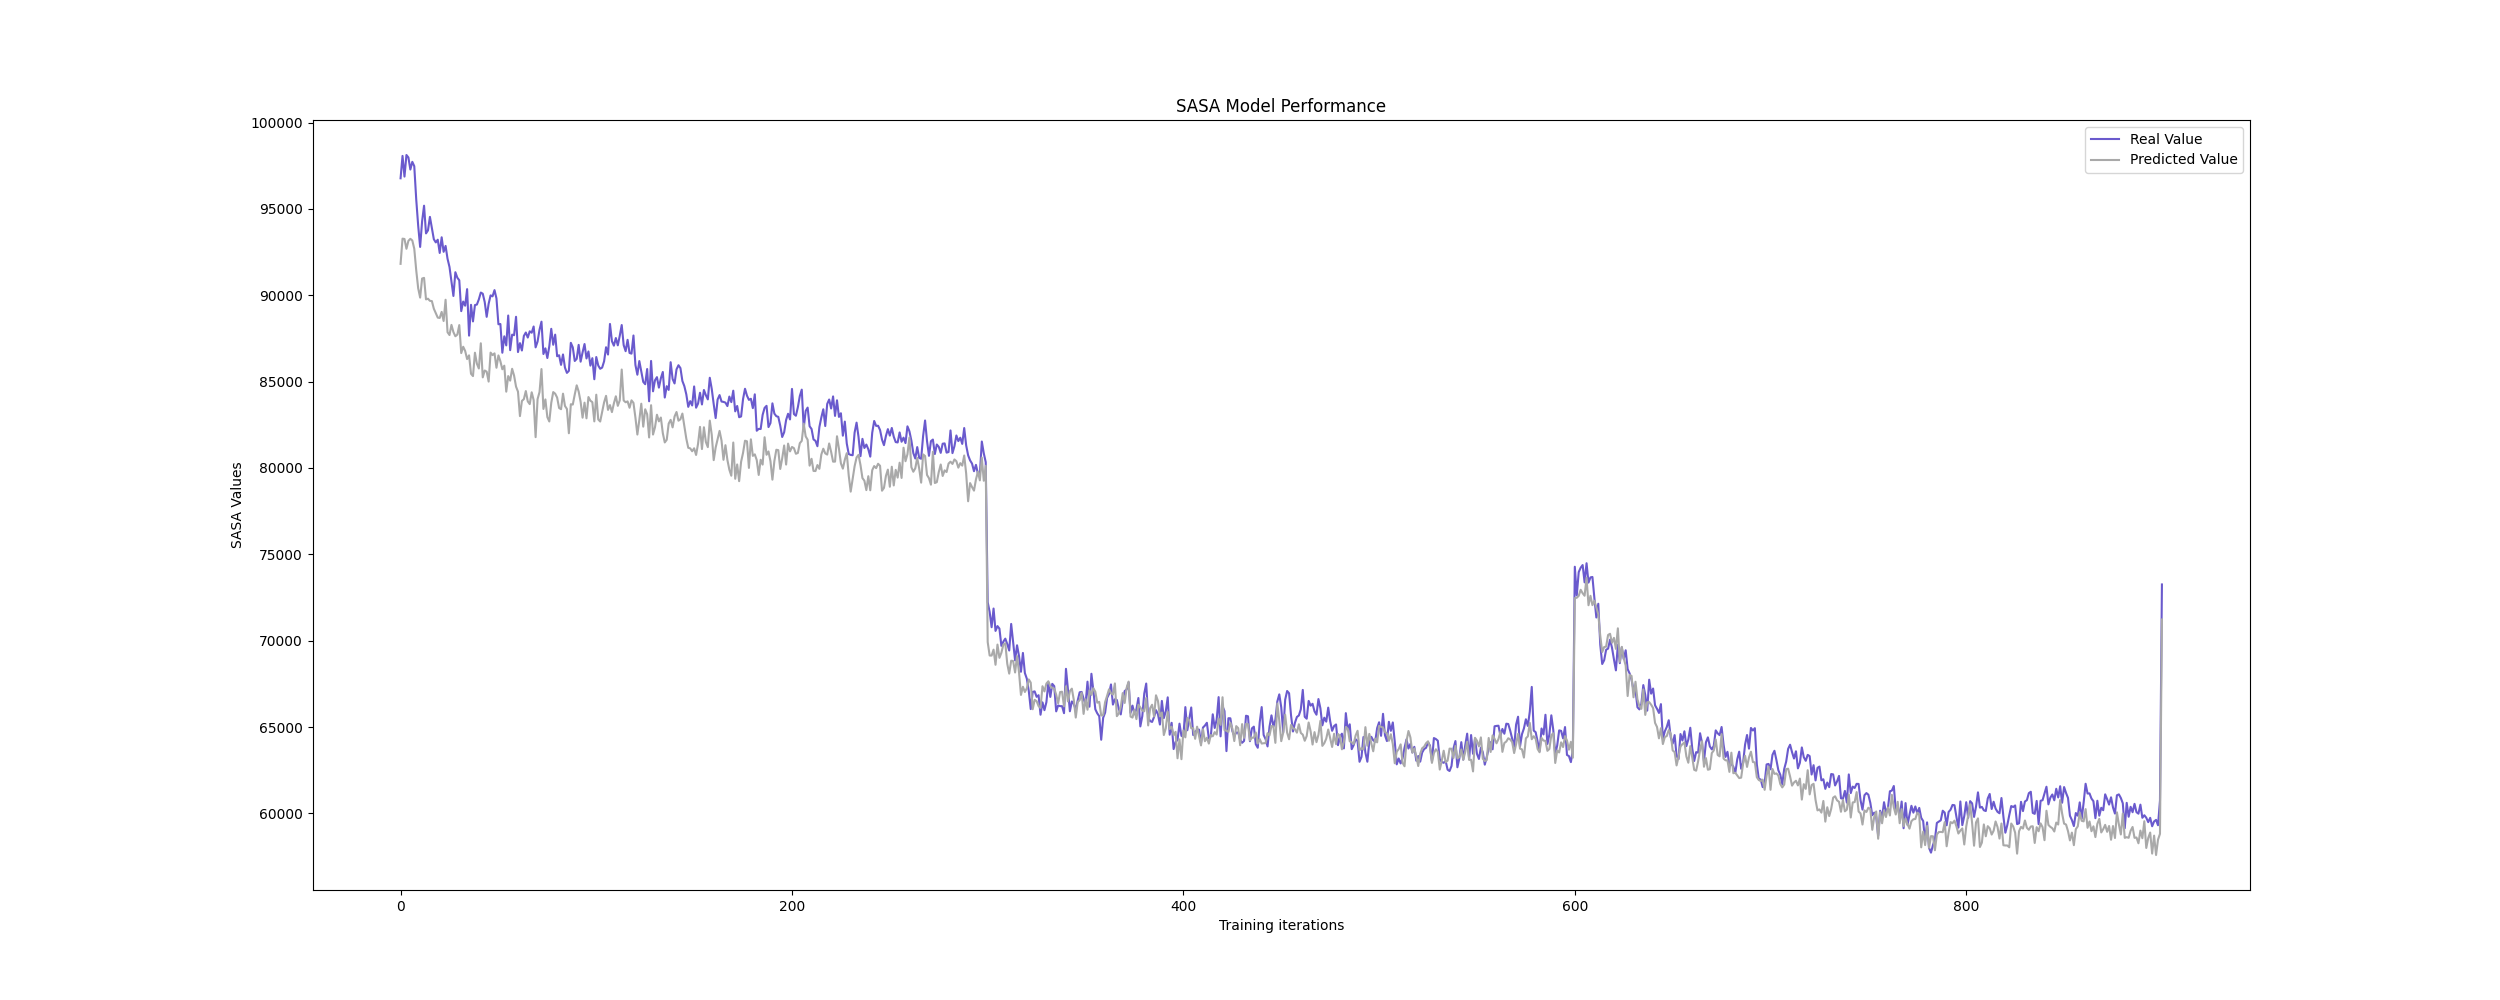 SASA Model Performance
Real Value
Predicted Value
100000
95000
90000
85000
80000
75000
70000
65000
60000
SASA Values
0
200
400
600
800
Training iterations